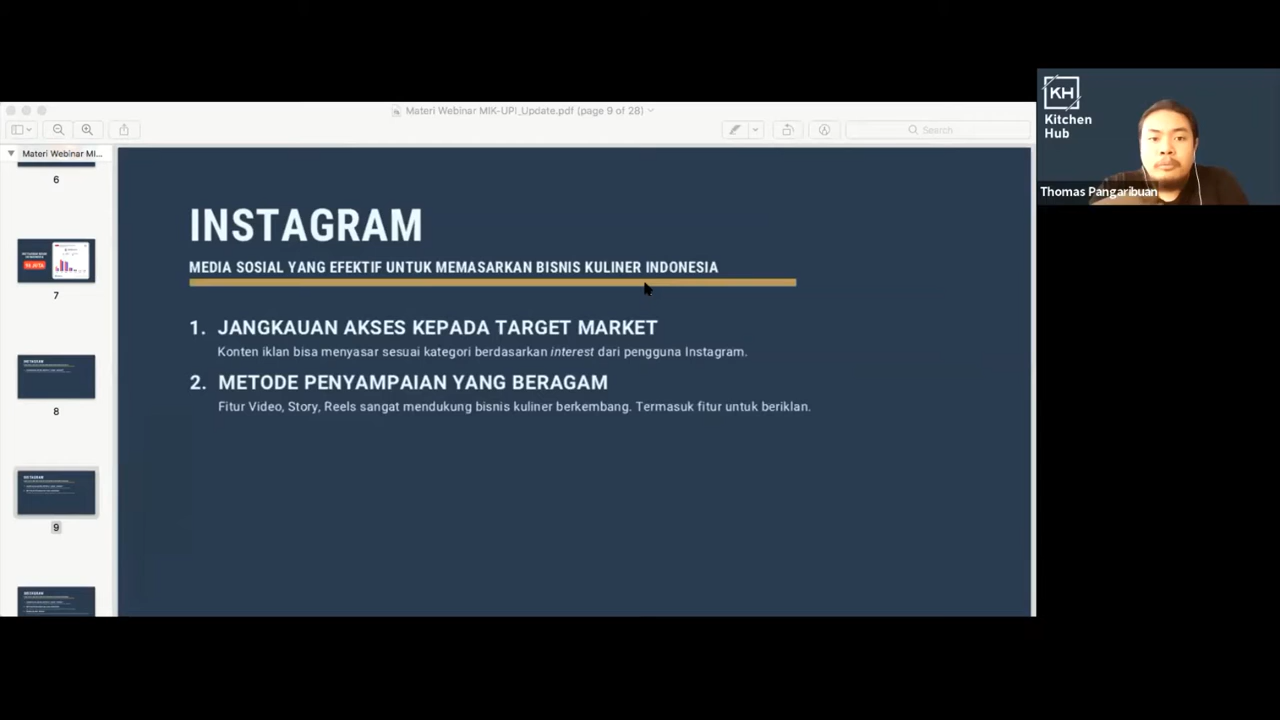 Materi Webinar MIK-UPI_Update.pdf (page 9 of 28)
Search
Materi Webinar MI...
6
7
8
9
INSTAGRAM
MEDIA SOSIAL YANG EFEKTIF UNTUK MEMASARKAN BISNIS KULINER INDONESIA
1. JANGKAUAN AKSES KEPADA TARGET MARKET
Konten iklan bisa menyasar sesuai kategori berdasarkan interest dari pengguna Instagram.
2. METODE PENYAMPAIAN YANG BERAGAM
Fitur Video, Story, Reels sangat mendukung bisnis kuliner berkembang. Termasuk fitur untuk beriklan.
KH
Kitchen
Hub
Thomas Pangaribuan